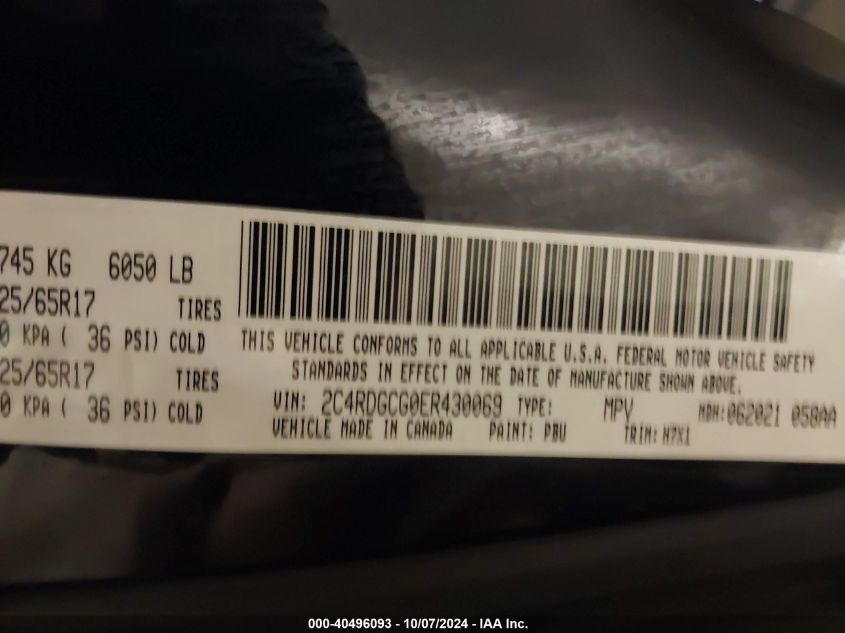 745 KG 6050 LB
25/65R17 TIRES
0 KPA ( 36 PSI) COLD
25/65R17 TIRES
0 KPA ( 36 PSI) COLD
THIS VEHICLE CONFORMS TO ALL APPLICABLE U.S.A. FEDERAL MOTOR VEHICLE SAFETY
STANDARDS IN EFFECT ON THE DATE OF MANUFACTURE SHOWN ABOVE.
VIN: 2C4RDGCG0ER430069 TYPE: MPV MDH:062021 058AA
VEHICLE MADE IN CANADA PAINT: PBU TRIM: H7X1
000-40496093 - 10/07/2024 - IAA Inc.